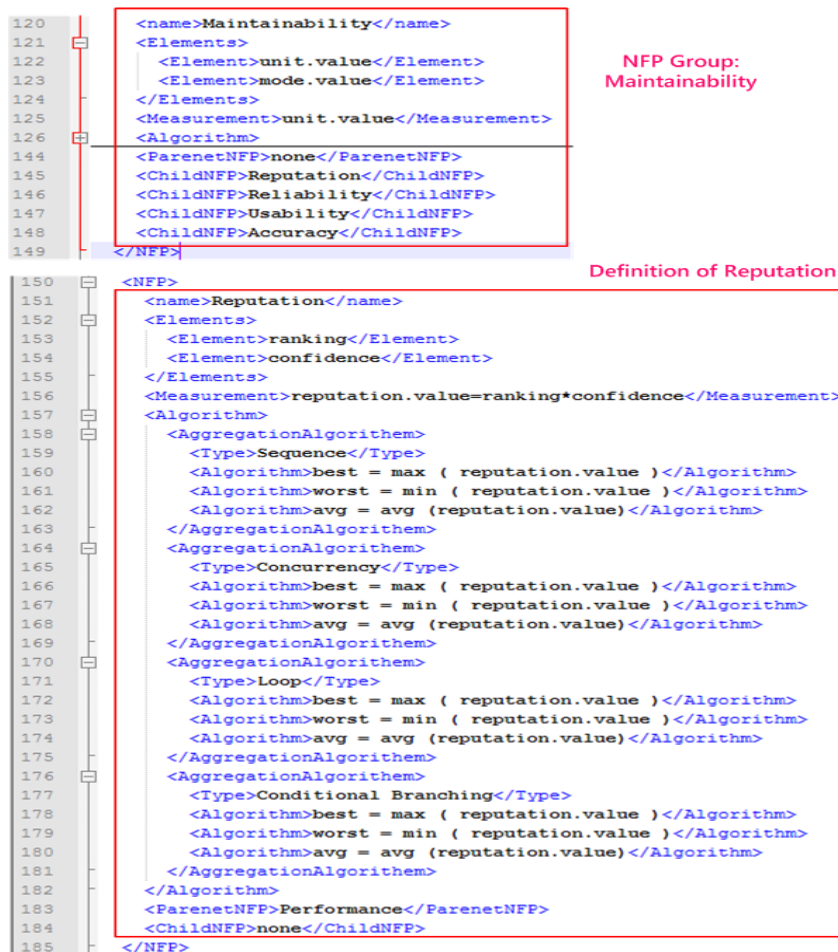 120 <name>Maintainability</name>
121 <Elements>
122 <Element>unit.value</Element>
123 <Element>mode.value</Element>
124 </Elements>
125 <Measurement>unit.value</Measurement>
126 <Algorithm>
144 <ParenetNFP>none</ParenetNFP>
145 <ChildNFP>Reputation</ChildNFP>
146 <ChildNFP>Reliability</ChildNFP>
147 <ChildNFP>Usability</ChildNFP>
148 <ChildNFP>Accuracy</ChildNFP>
149 </NFP>
NFP Group:
Maintainability
Definition of Reputation
150 <NFP>
151 <name>Reputation</name>
152 <Elements>
153 <Element>ranking</Element>
154 <Element>confidence</Element>
155 </Elements>
156 <Measurement>reputation.value=ranking*confidence</Measurement>
157 <Algorithm>
158 <AggregationAlgorithem>
159 <Type>Sequence</Type>
160 <Algorithm>best = max ( reputation.value )</Algorithm>
161 <Algorithm>worst = min ( reputation.value )</Algorithm>
162 <Algorithm>avg = avg (reputation.value)</Algorithm>
163 </AggregationAlgorithem>
164 <AggregationAlgorithem>
165 <Type>Concurrency</Type>
166 <Algorithm>best = max ( reputation.value )</Algorithm>
167 <Algorithm>worst = min ( reputation.value )</Algorithm>
168 <Algorithm>avg = avg (reputation.value)</Algorithm>
169 </AggregationAlgorithem>
170 <AggregationAlgorithem>
171 <Type>Loop</Type>
172 <Algorithm>best = max ( reputation.value )</Algorithm>
173 <Algorithm>worst = min ( reputation.value )</Algorithm>
174 <Algorithm>avg = avg (reputation.value)</Algorithm>
175 </AggregationAlgorithem>
176 <AggregationAlgorithem>
177 <Type>Conditional Branching</Type>
178 <Algorithm>best = max ( reputation.value )</Algorithm>
179 <Algorithm>worst = min ( reputation.value )</Algorithm>
180 <Algorithm>avg = avg (reputation.value)</Algorithm>
181 </AggregationAlgorithem>
182 </Algorithm>
183 <ParenetNFP>Performance</ParenetNFP>
184 <ChildNFP>none</ChildNFP>
185 </NFP>